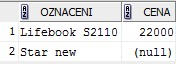 OZNACENI CENA
1 Lifebook S2110 22000
2 Star new (null)